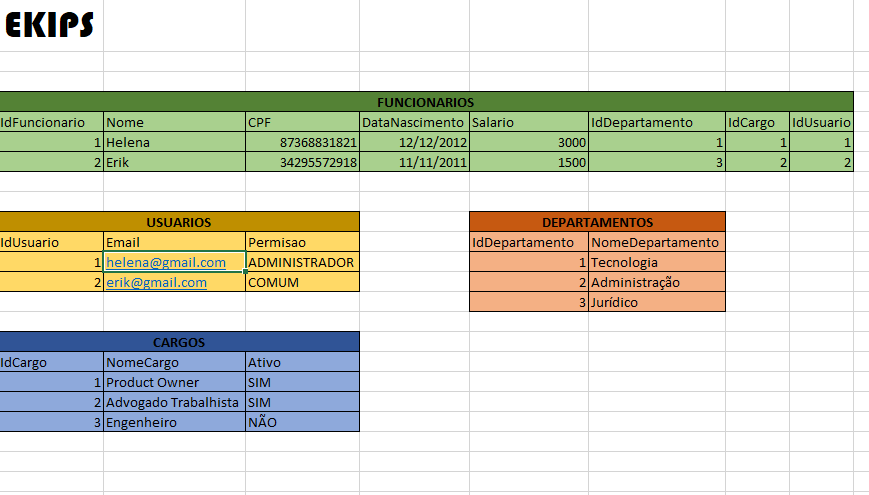 EKIPS
FUNCIONARIOS
IdFuncionario Nome CPF DataNascimento Salario IdDepartamento IdCargo IdUsuario
1 Helena 87368831821 12/12/2012 3000 1 1 1
2 Erik 34295572918 11/11/2011 1500 3 2 2
USUARIOS
IdUsuario Email Permisao
1 helena@gmail.com ADMINISTRADOR
2 erik@gmail.com COMUM
DEPARTAMENTOS
IdDepartamento NomeDepartamento
1 Tecnologia
2 Administração
3 Jurídico
CARGOS
IdCargo NomeCargo Ativo
1 Product Owner SIM
2 Advogado Trabalhista SIM
3 Engenheiro NÃO